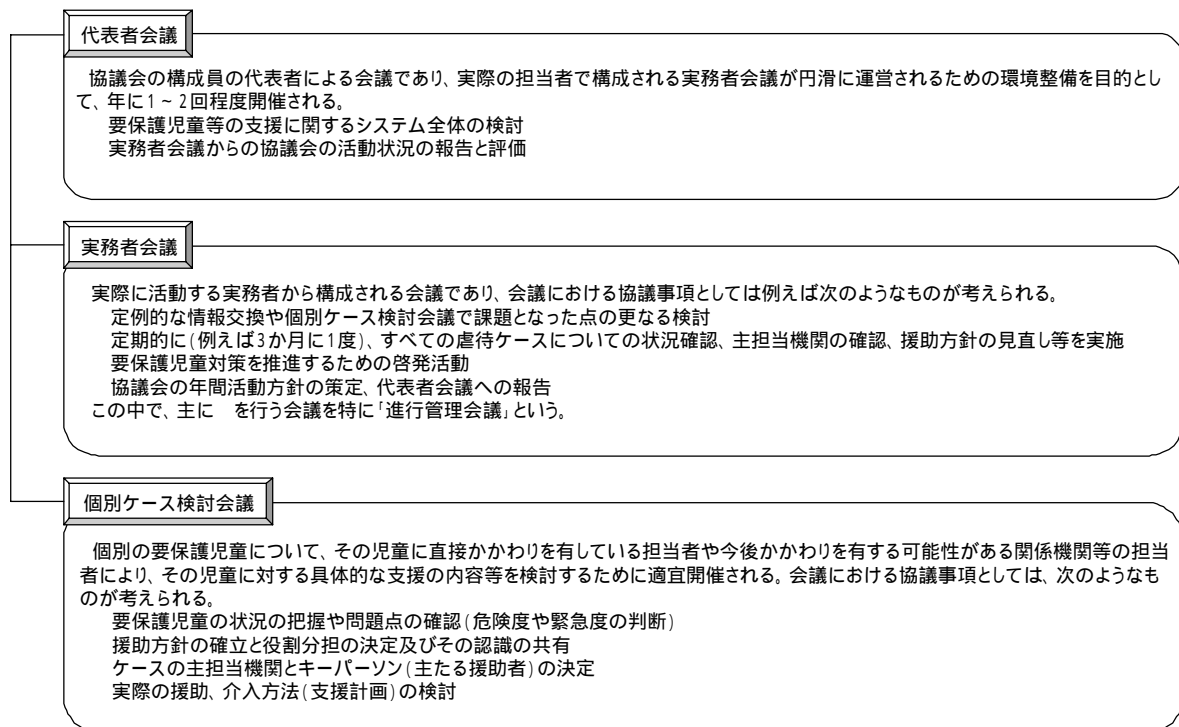 代表者会議
協議会の構成員の代表者による会議であり、実際の担当者で構成される実務者会議が円滑に運営されるための環境整備を目的とし
て、年に1~2回程度開催される。
要保護児童等の支援に関するシステム全体の検討
実務者会議からの協議会の活動状況の報告と評価
実務者会議
実際に活動する実務者から構成される会議であり、会議における協議事項としては例えば次のようなものが考えられる。
定例的な情報交換や個別ケース検討会議で課題となった点の更なる検討
定期的に(例えば3か月に1度)、すべての虐待ケースについての状況確認、主担当機関の確認、援助方針の見直し等を実施
要保護児童対策を推進するための啓発活動
協議会の年間活動方針の策定、代表者会議への報告
この中で、主に　を行う会議を特に「進行管理会議」という。
個別ケース検討会議
個別の要保護児童について、その児童に直接かかわりを有している担当者や今後かかわりを有する可能性がある関係機関等の担当
者により、その児童に対する具体的な支援の内容等を検討するために適宜開催される。会議における協議事項としては、次のようなも
のが考えられる。
要保護児童の状況の把握や問題点の確認(危険度や緊急度の判断)
援助方針の確立と役割分担の決定及びその認識の共有
ケースの主担当機関とキーパーソン(主たる援助者)の決定
実際の援助、介入方法(支援計画)の検討